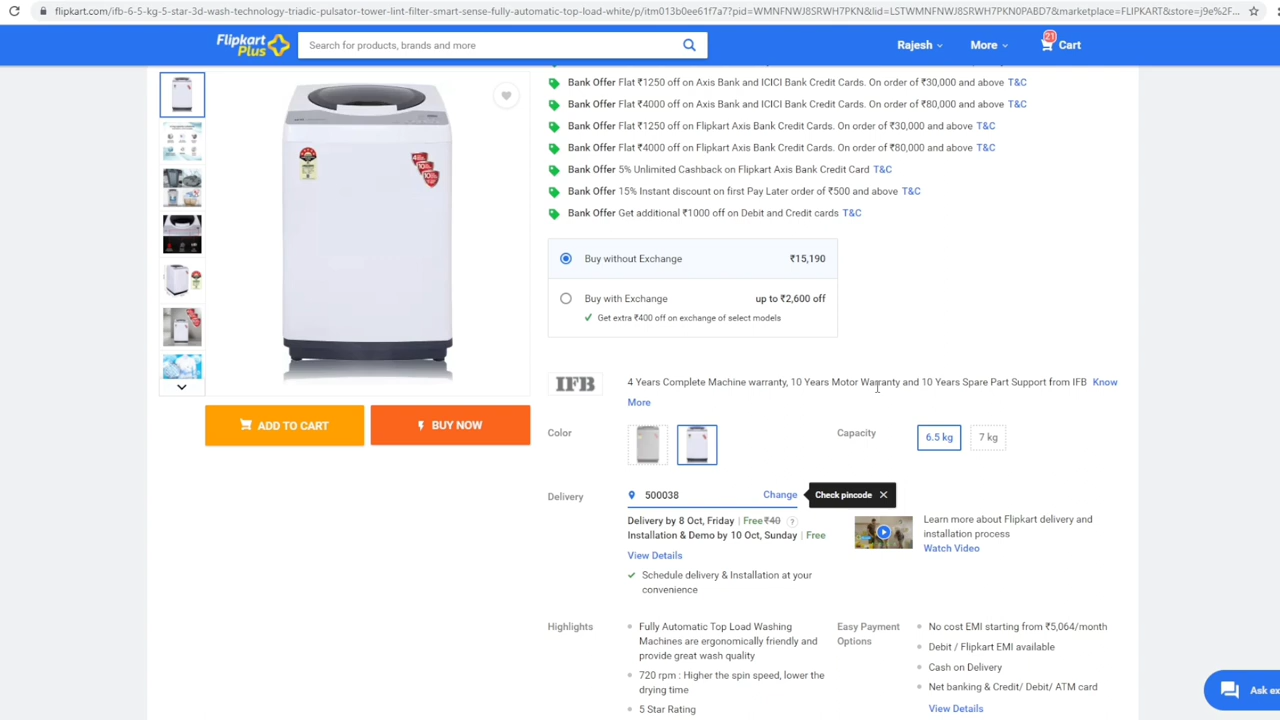 flipkart.com/ifb-6-5-kg-5-star-3d-wash-technology-triadic-pulsator-tower-lint-filter-smart-sense-fully-automatic-top-load-white/p/itm013b0ee61f7a7?pid=WMNFNWJ8SRWH7PKN&lid=LSTWMNFNWJ8SRWH7PKN0PABD7&marketplace=FLIPKART&store=j9e%2F...
Flipkart
Plus
Search for products, brands and more
Rajesh
More
21
Cart
Bank Offer Flat ₹1250 off on Axis Bank and ICICI Bank Credit Cards. On order of ₹30,000 and above T&C
Bank Offer Flat ₹4000 off on Axis Bank and ICICI Bank Credit Cards. On order of ₹80,000 and above T&C
Bank Offer Flat ₹1250 off on Flipkart Axis Bank Credit Cards. On order of ₹30,000 and above T&C
Bank Offer Flat ₹4000 off on Flipkart Axis Bank Credit Cards. On order of ₹80,000 and above T&C
Bank Offer 5% Unlimited Cashback on Flipkart Axis Bank Credit Card T&C
Bank Offer 15% Instant discount on first Pay Later order of ₹500 and above T&C
Bank Offer Get additional ₹1000 off on Debit and Credit cards T&C
Buy without Exchange ₹15,190
Buy with Exchange up to ₹2,600 off
Get extra ₹400 off on exchange of select models
ADD TO CART
BUY NOW
IFB
4 Years Complete Machine warranty, 10 Years Motor Warranty and 10 Years Spare Part Support from IFB Know
More
Color
Capacity
6.5 kg
7 kg
Delivery
500038
Change
Check pincode
Delivery by 8 Oct, Friday | Free ₹40 ?
Installation & Demo by 10 Oct, Sunday | Free
View Details
Schedule delivery & Installation at your
convenience
Learn more about Flipkart delivery and
installation process
Watch Video
Highlights
Fully Automatic Top Load Washing
Machines are ergonomically friendly and
provide great wash quality
720 rpm : Higher the spin speed, lower the
drying time
5 Star Rating
Easy Payment
Options
No cost EMI starting from ₹5,064/month
Debit / Flipkart EMI available
Cash on Delivery
Net banking & Credit/ Debit/ ATM card
View Details
Ask ex